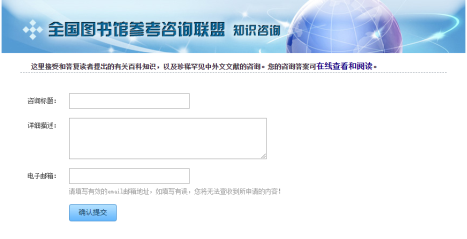 全国图书馆参考咨询联盟 知识咨询
这里接受和答复读者提出的有关百科知识，以及珍稀罕见中外文文献的咨询。您的咨询答案可在线查看和阅读。
咨询标题：
详细描述：
电子邮箱：
请填写有效的email邮箱地址，如填写有误，您将无法查收到所申请的内容！
确认提交